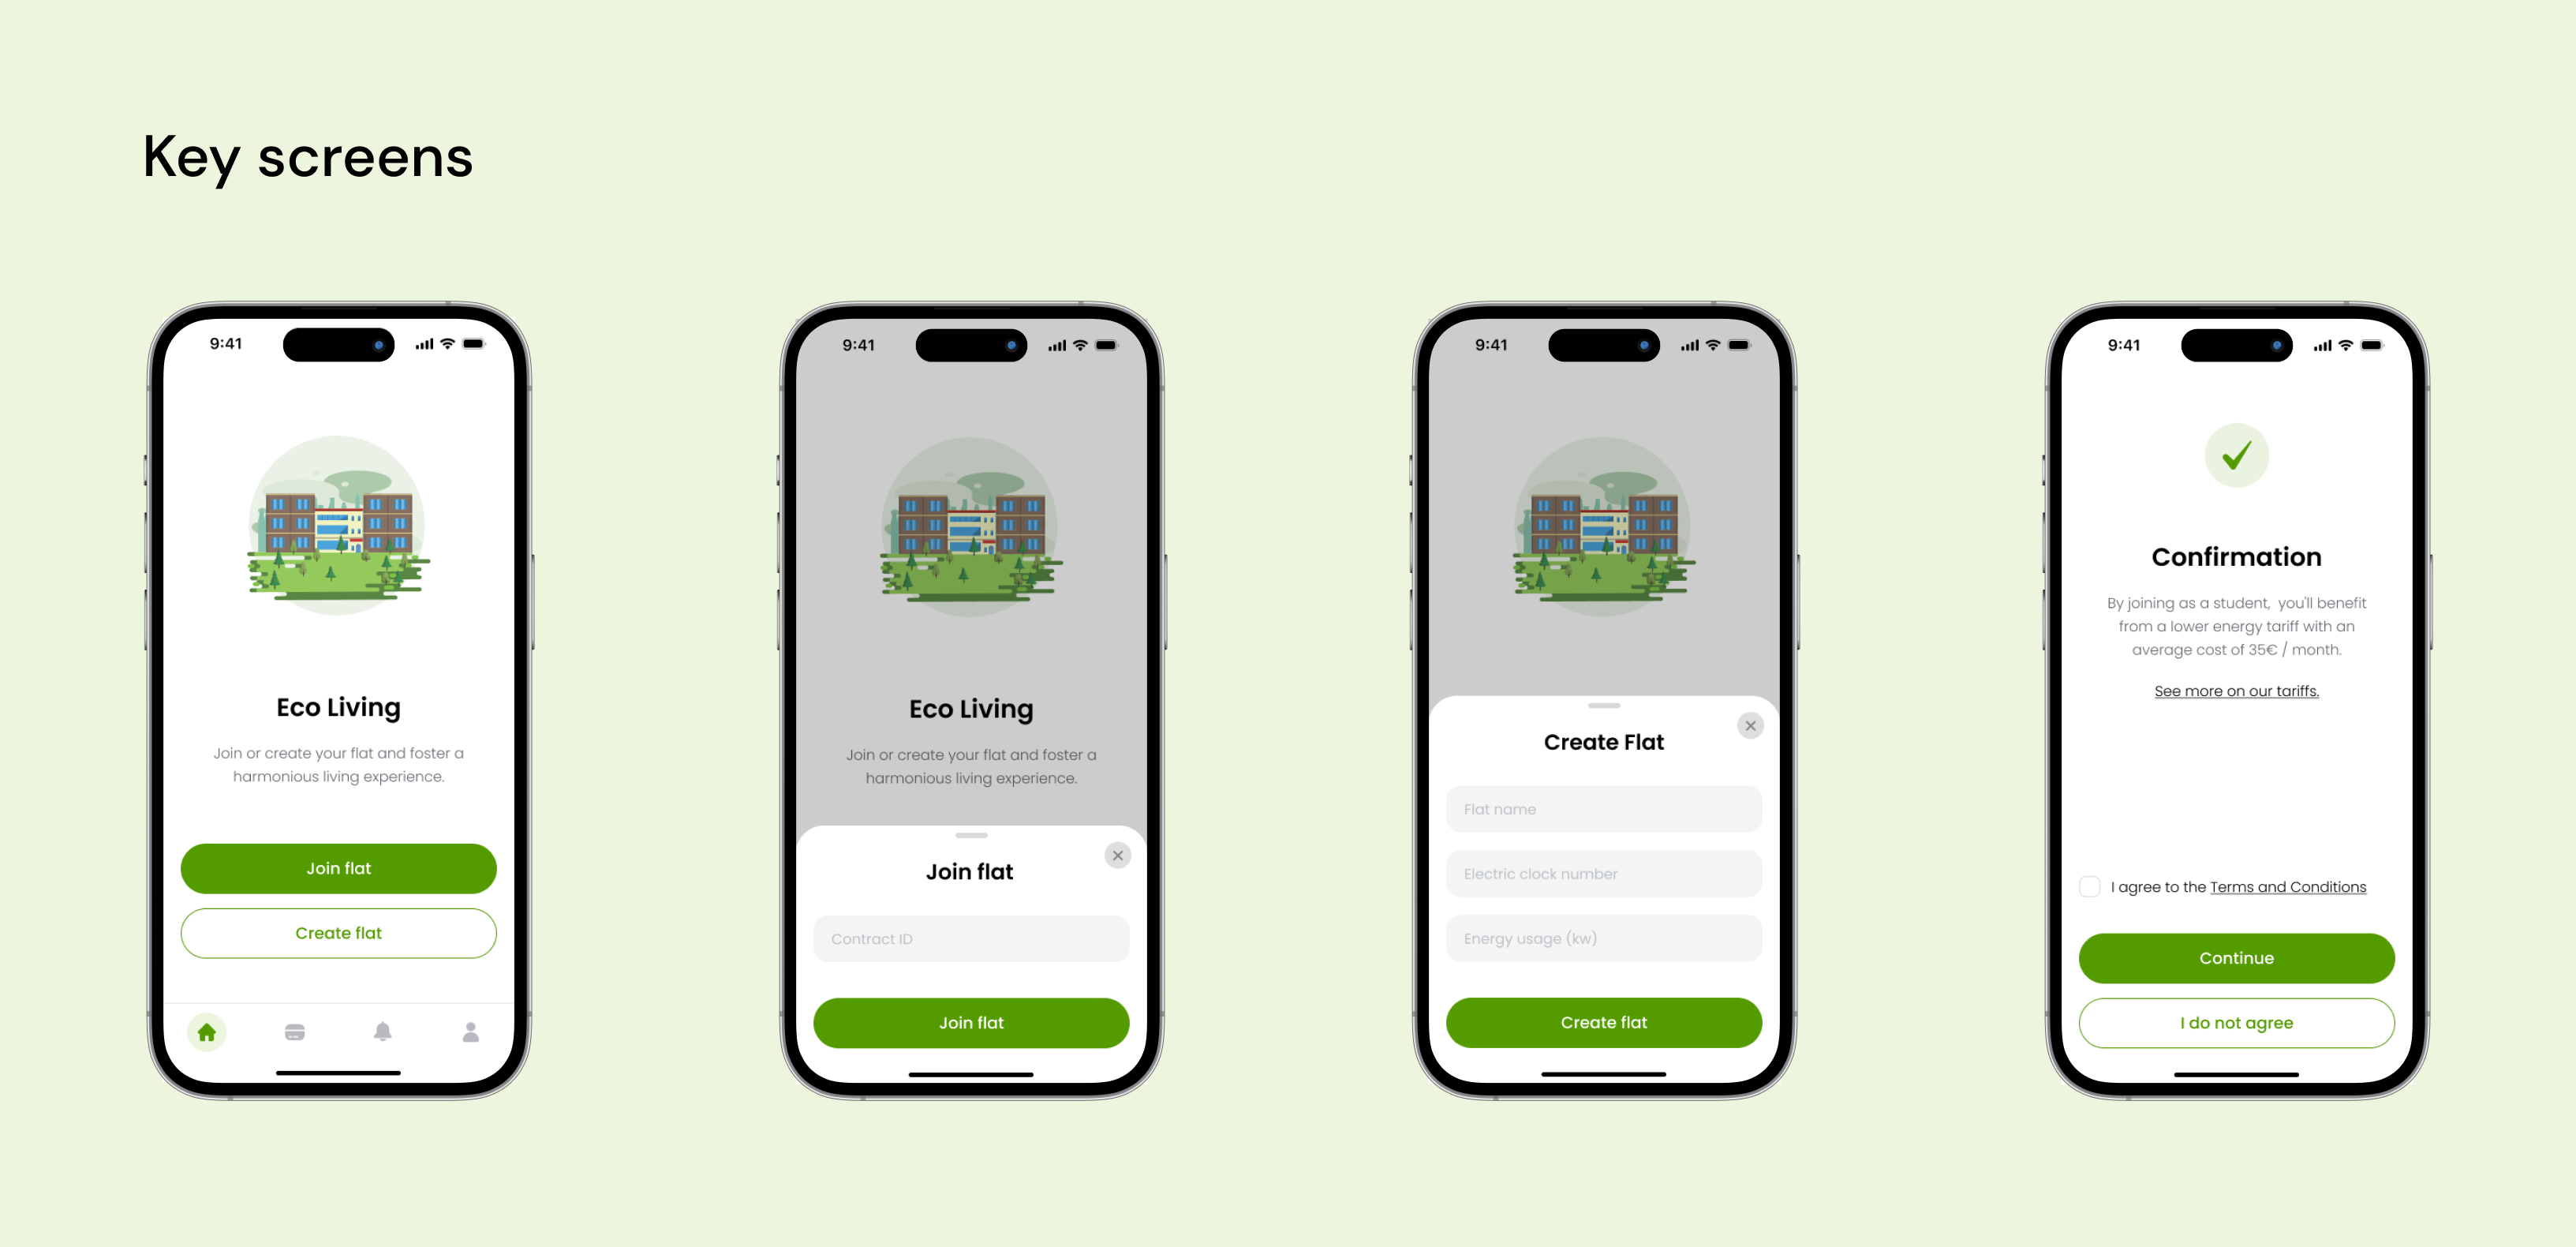 Key screens
9:41
Eco Living
Join or create your flat and foster a
harmonious living experience.
Join flat
Create flat
9:41
Eco Living
Join or create your flat and foster a
harmonious living experience.
Join flat
Contract ID
Join flat
9:41
Create Flat
Flat name
Electric clock number
Energy usage (kw)
Create flat
9:41
Confirmation
By joining as a student, you'll benefit
from a lower energy tariff with an
average cost of 35€ / month.
See more on our tariffs.
I agree to the Terms and Conditions
Continue
I do not agree